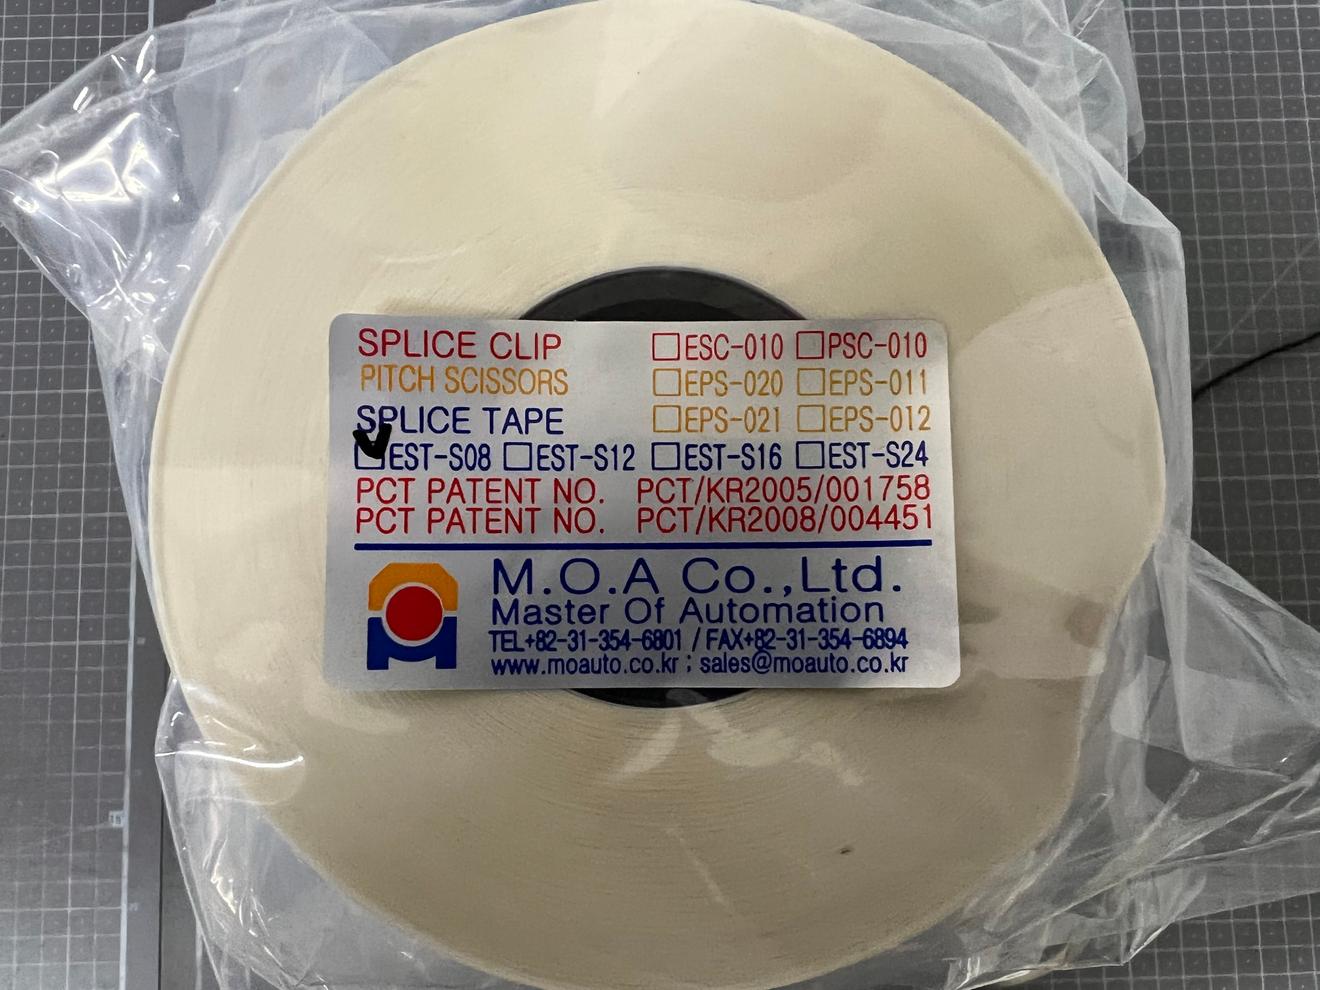 SPLICE CLIP ☐ESC-010 ☐PSC-010
PITCH SCISSORS ☐EPS-020 ☐EPS-011
SPLICE TAPE ☐EPS-021 ☐EPS-012
☑EST-S08 ☐EST-S12 ☐EST-S16 ☐EST-S24
PCT PATENT NO. PCT/KR2005/001758
PCT PATENT NO. PCT/KR2008/004451
M.O.A Co.,Ltd.
Master Of Automation
TEL+82-31-354-6801 / FAX+82-31-354-6894
www.moauto.co.kr ; sales@moauto.co.kr